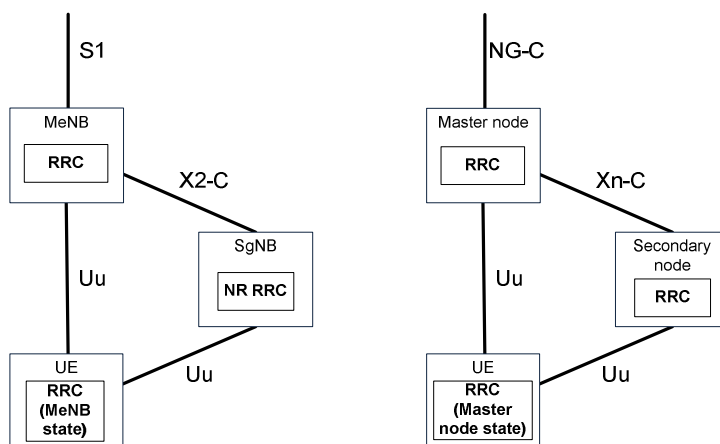 S1
MeNB
RRC
X2-C
SgNB
NR RRC
Uu
Uu
UE
RRC
(MeNB
state)
NG-C
Master node
RRC
Xn-C
Secondary
node
RRC
Uu
Uu
UE
RRC
(Master
node state)